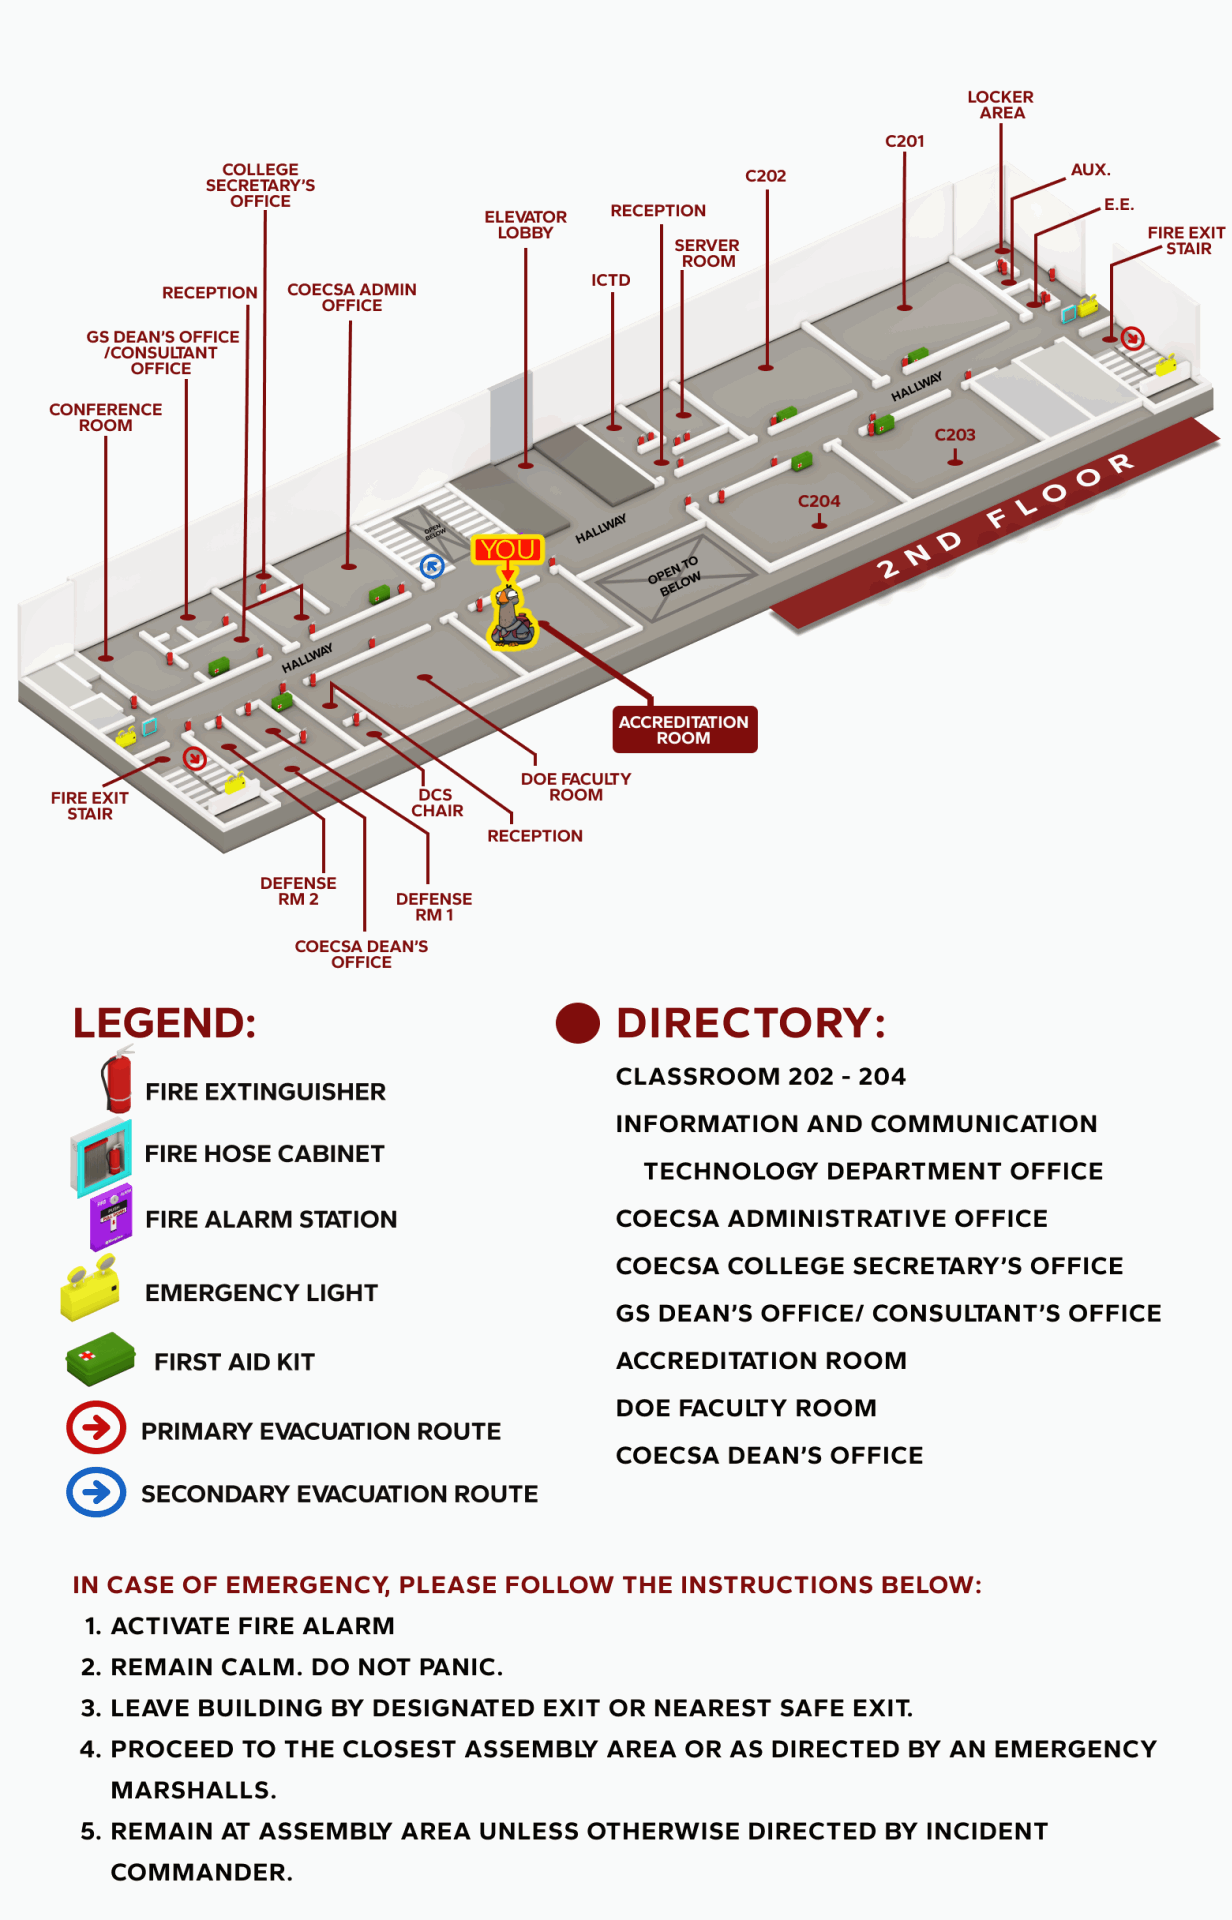 LOCKER
AREA
C201
AUX.
COLLEGE
SECRETARY'S
OFFICE
C202
E.E.
RECEPTION
ELEVATOR
LOBBY
FIRE EXIT
STAIR
SERVER
ROOM
ICTD
RECEPTION
COECSA ADMIN
OFFICE
GS DEAN'S OFFICE
/CONSULTANT
OFFICE
CONFERENCE
ROOM
HALLWAY
C203
C204
2ND FLOOR
OPEN
BELOW
HALLWAY
YOU
OPEN TO
BELOW
HALLWAY
ACCREDITATION
ROOM
DOE FACULTY
ROOM
FIRE EXIT
STAIR
DCS
CHAIR
RECEPTION
DEFENSE
RM 2
DEFENSE
RM 1
COECSA DEAN'S
OFFICE
LEGEND:
FIRE EXTINGUISHER
FIRE HOSE CABINET
FIRE ALARM STATION
EMERGENCY LIGHT
FIRST AID KIT
PRIMARY EVACUATION ROUTE
SECONDARY EVACUATION ROUTE
DIRECTORY:
CLASSROOM 202 - 204
INFORMATION AND COMMUNICATION
TECHNOLOGY DEPARTMENT OFFICE
COECSA ADMINISTRATIVE OFFICE
COECSA COLLEGE SECRETARY'S OFFICE
GS DEAN'S OFFICE/ CONSULTANT'S OFFICE
ACCREDITATION ROOM
DOE FACULTY ROOM
COECSA DEAN'S OFFICE
IN CASE OF EMERGENCY, PLEASE FOLLOW THE INSTRUCTIONS BELOW:
1. ACTIVATE FIRE ALARM
2. REMAIN CALM. DO NOT PANIC.
3. LEAVE BUILDING BY DESIGNATED EXIT OR NEAREST SAFE EXIT.
4. PROCEED TO THE CLOSEST ASSEMBLY AREA OR AS DIRECTED BY AN EMERGENCY
MARSHALLS.
5. REMAIN AT ASSEMBLY AREA UNLESS OTHERWISE DIRECTED BY INCIDENT
COMMANDER.